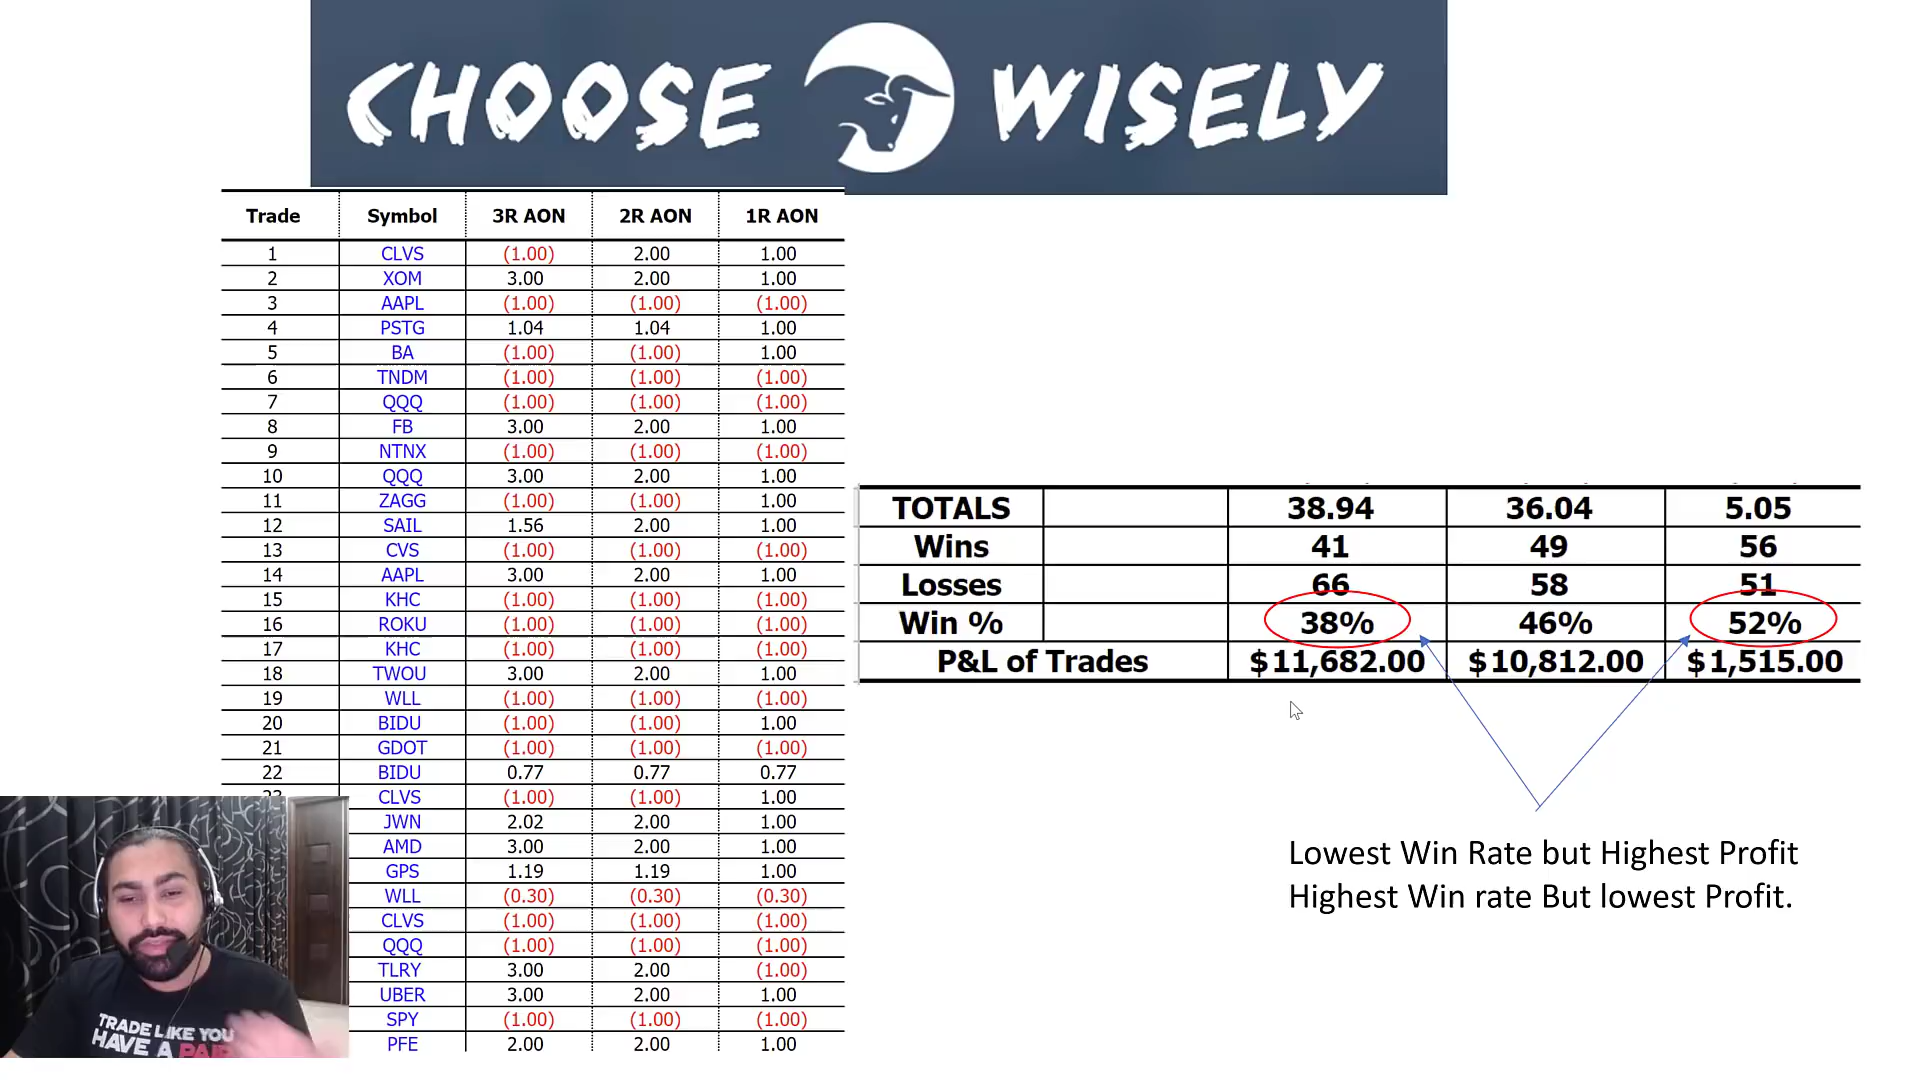 CHOOSE WISELY
Trade Symbol 3R AON 2R AON 1R AON
1 CLVS (1.00) 2.00 1.00
2 XOM 3.00 2.00 1.00
3 AAPL (1.00) (1.00) (1.00)
4 PSTG 1.04 1.04 1.00
5 BA (1.00) (1.00) 1.00
6 TNDM (1.00) (1.00) (1.00)
7 QQQ (1.00) (1.00) (1.00)
8 FB 3.00 2.00 1.00
9 NTNX (1.00) (1.00) (1.00)
10 QQQ 3.00 2.00 1.00
11 ZAGG (1.00) (1.00) 1.00
12 SAIL 1.56 2.00 1.00
13 CVS (1.00) (1.00) (1.00)
14 AAPL 3.00 2.00 1.00
15 KHC (1.00) (1.00) (1.00)
16 ROKU (1.00) (1.00) (1.00)
17 KHC (1.00) (1.00) (1.00)
18 TWOU 3.00 2.00 1.00
19 WLL (1.00) (1.00) (1.00)
20 BIDU (1.00) (1.00) 1.00
21 GDOT (1.00) (1.00) (1.00)
22 BIDU 0.77 0.77 0.77
CLVS (1.00) (1.00) 1.00
JWN 2.02 2.00 1.00
AMD 3.00 2.00 1.00
GPS 1.19 1.19 1.00
WLL (0.30) (0.30) (0.30)
CLVS (1.00) (1.00) (1.00)
QQQ (1.00) (1.00) (1.00)
TLRY 3.00 2.00 (1.00)
UBER 3.00 2.00 1.00
SPY (1.00) (1.00) (1.00)
PFE 2.00 2.00 1.00
TOTALS 38.94 36.04 5.05
Wins 41 49 56
Losses 66 58 51
Win % 38% 46% 52%
P&L of Trades $11,682.00 $10,812.00 $1,515.00
Lowest Win Rate but Highest Profit
Highest Win rate But lowest Profit.
TRADE LIKE YOU
HAVE A